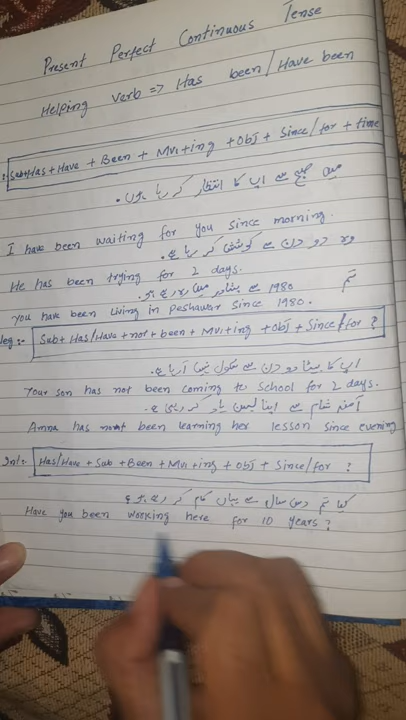 Present Perfect Continuous Tense
Helping verb => Has been/Have been
Sub+Has+Have + Been + Mv1+ing +Obj + Since/for + time
میں صبح سے آپ کا انتظار کر رہا ہوں۔
I have been waiting for you since morning.
وہ دو دن سے کوشش کر رہا ہے۔
He has been trying for 2 days.
تم 1980 سے پشاور میں رہ رہے ہو۔
You have been Living in Peshawar since 1980.
Neg:- Sub+ Has/Have + not + been + Mv1+ing +Obj + Since/for ?
آپ کا بیٹا دو دن سے سکول نہیں آ رہا ہے۔
Your son has not been coming to School for 2 days.
آمنہ شام سے اپنا یاد کر رہی ہے۔
Amna has not been learning her lesson since evening
Int:- Has/Have + Sub + Been + Mv1+ing + obj + Since/for ?
کیا تم دس سال سے یہاں کام کر رہے ہو؟
Have you been working here for 10 years?